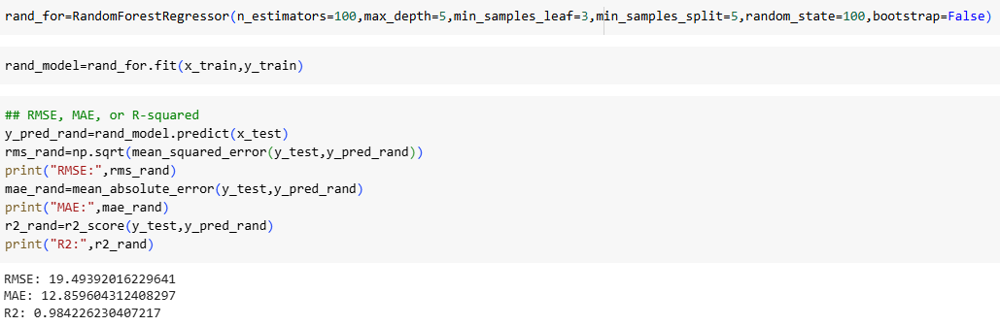 rand_for=RandomForestRegressor(n_estimators=100,max_depth=5,min_samples_leaf=3,min_samples_split=5,random_state=100,bootstrap=False)
rand_model=rand_for.fit(x_train,y_train)
## RMSE, MAE, or R-squared
y_pred_rand=rand_model.predict(x_test)
rms_rand=np.sqrt(mean_squared_error(y_test,y_pred_rand))
print("RMSE:",rms_rand)
mae_rand=mean_absolute_error(y_test,y_pred_rand)
print("MAE:",mae_rand)
r2_rand=r2_score(y_test,y_pred_rand)
print("R2:",r2_rand)
RMSE: 19.49392016229641
MAE: 12.859604312408297
R2: 0.984226230407217